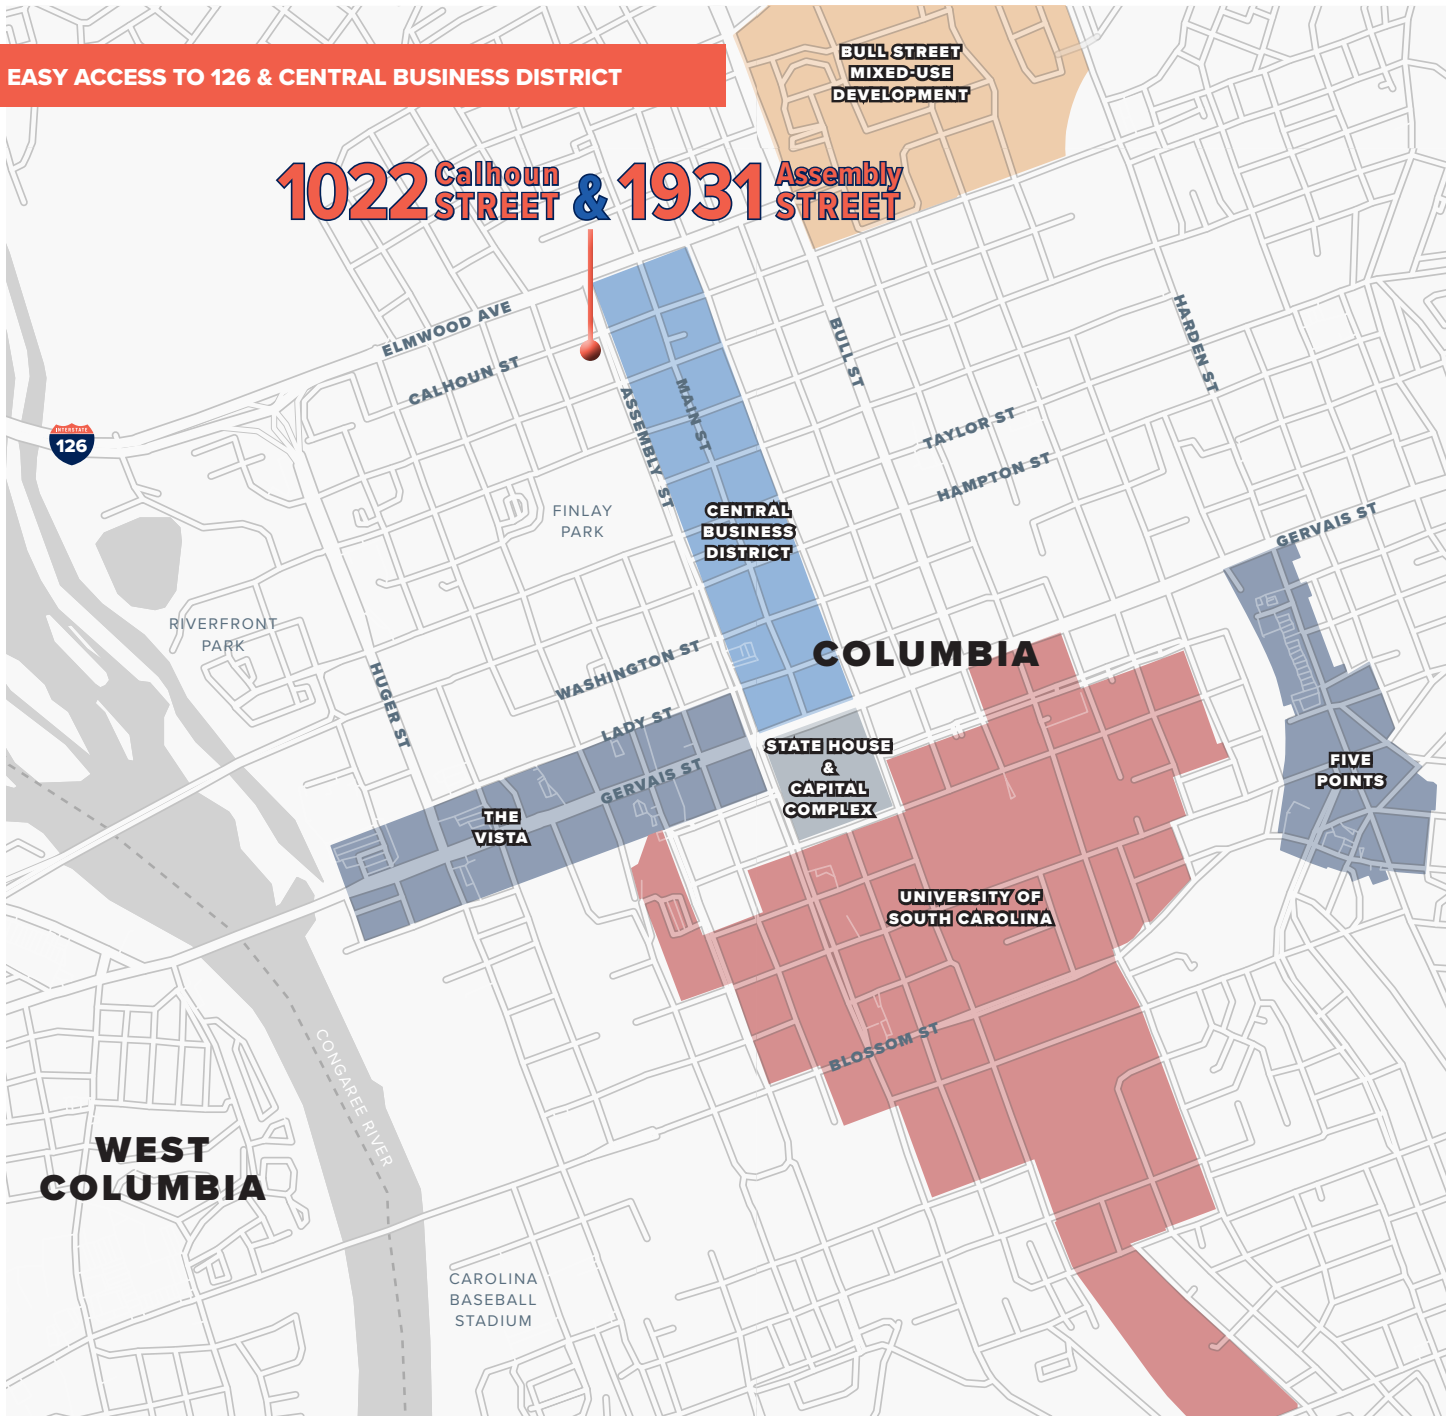 EASY ACCESS TO 126 & CENTRAL BUSINESS DISTRICT
BULL STREET
MIXED-USE
DEVELOPMENT
1022 Calhoun STREET & 1931 Assembly STREET
ELMWOOD AVE
CALHOUN ST
BULL ST
HARDEN ST
ASSEMBLY ST
MAIN ST
TAYLOR ST
HAMPTON ST
INTERSTATE
126
FINLAY
PARK
CENTRAL
BUSINESS
DISTRICT
GERVAIS ST
RIVERFRONT
PARK
COLUMBIA
WASHINGTON ST
HUGER ST
LADY ST
GERVAIS ST
STATE HOUSE
&
CAPITAL
COMPLEX
FIVE
POINTS
THE
VISTA
UNIVERSITY OF
SOUTH CAROLINA
BLOSSOM ST
CONGAREE RIVER
WEST
COLUMBIA
CAROLINA
BASEBALL
STADIUM